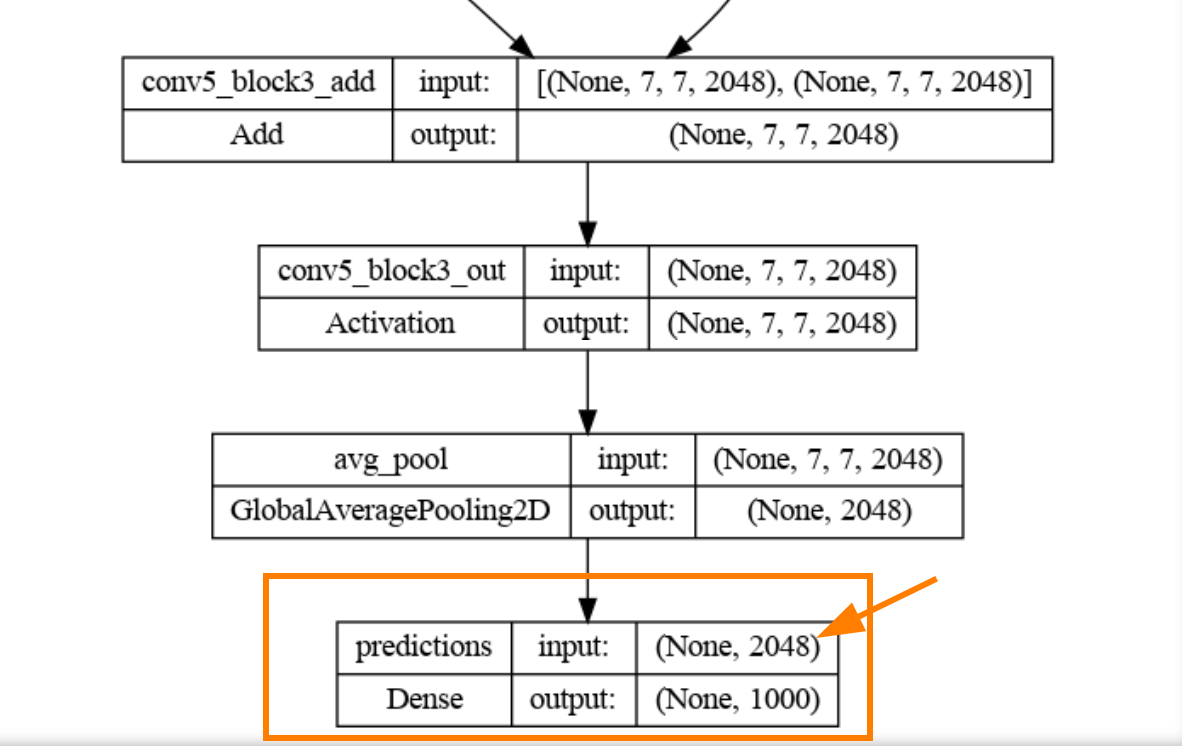 conv5_block3_add input: [(None, 7, 7, 2048), (None, 7, 7, 2048)]
Add output: (None, 7, 7, 2048)
conv5_block3_out input: (None, 7, 7, 2048)
Activation output: (None, 7, 7, 2048)
avg_pool input: (None, 7, 7, 2048)
GlobalAveragePooling2D output: (None, 2048)
predictions input: (None, 2048)
Dense output: (None, 1000)